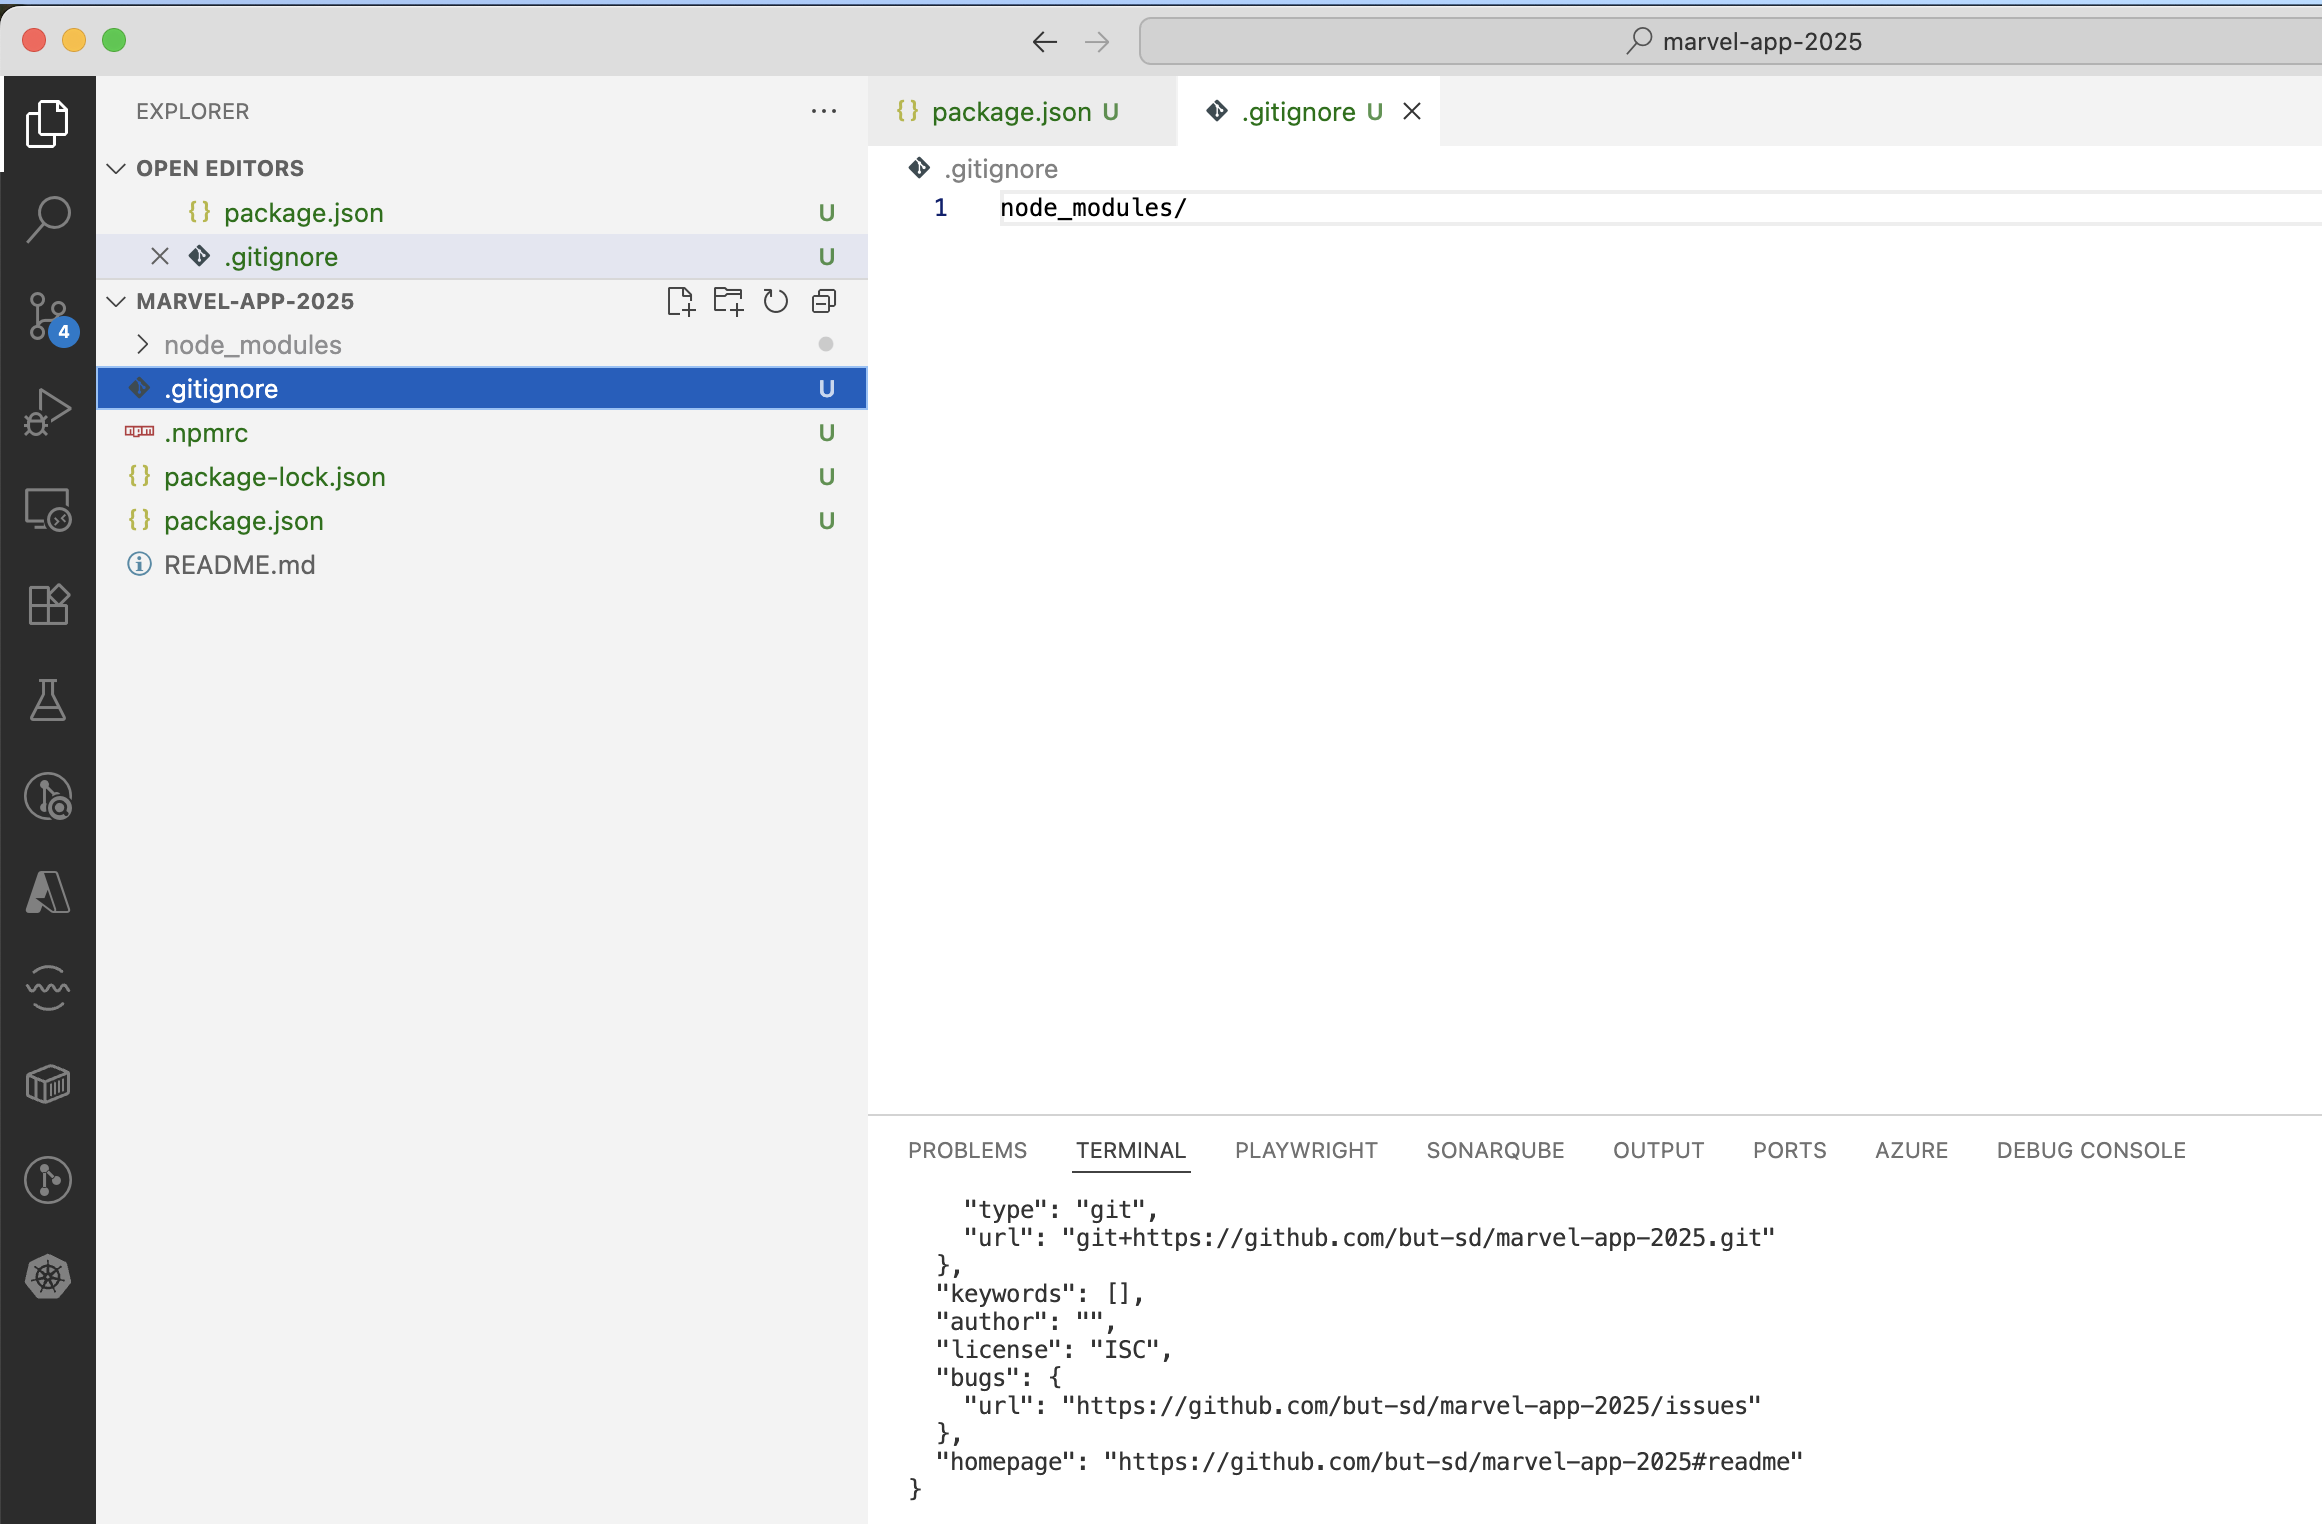 marvel-app-2025
EXPLORER
OPEN EDITORS
{} package.json U
.gitignore U
MARVEL-APP-2025
node_modules
.gitignore U
.npmrc U
{} package-lock.json U
{} package.json U
README.md
4
{} package.json U
.gitignore U
.gitignore
1 node_modules/
PROBLEMS TERMINAL PLAYWRIGHT SONARQUBE OUTPUT PORTS AZURE DEBUG CONSOLE
"type": "git",
"url": "git+https://github.com/but-sd/marvel-app-2025.git"
},
"keywords": [],
"author": "",
"license": "ISC",
"bugs": {
"url": "https://github.com/but-sd/marvel-app-2025/issues"
},
"homepage": "https://github.com/but-sd/marvel-app-2025#readme"
}